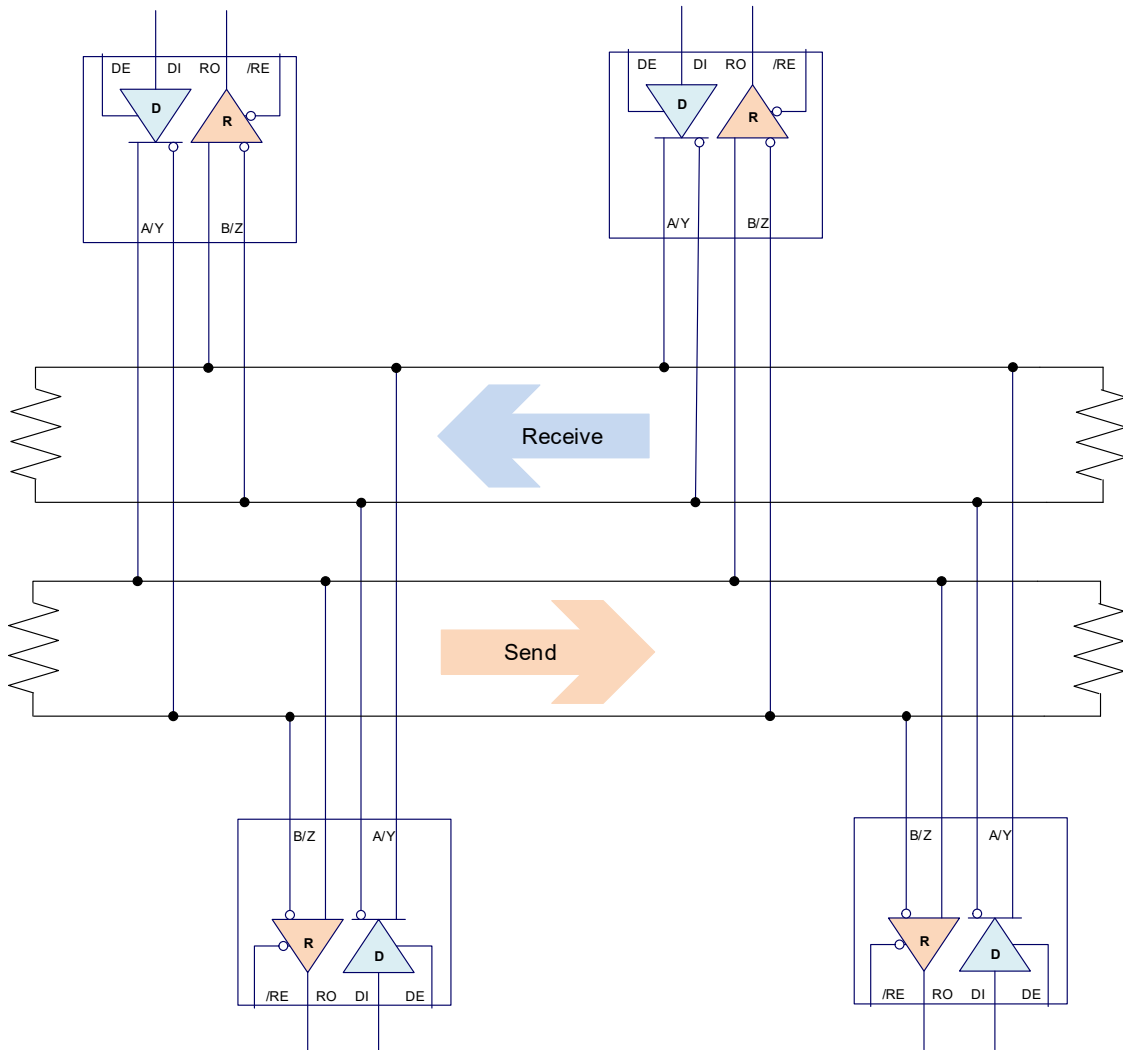 DE DI RO /RE
D R
A/Y B/Z
DE DI RO /RE
D R
A/Y B/Z
Receive
Send
B/Z A/Y
R D
/RE RO DI DE
B/Z A/Y
R D
/RE RO DI DE